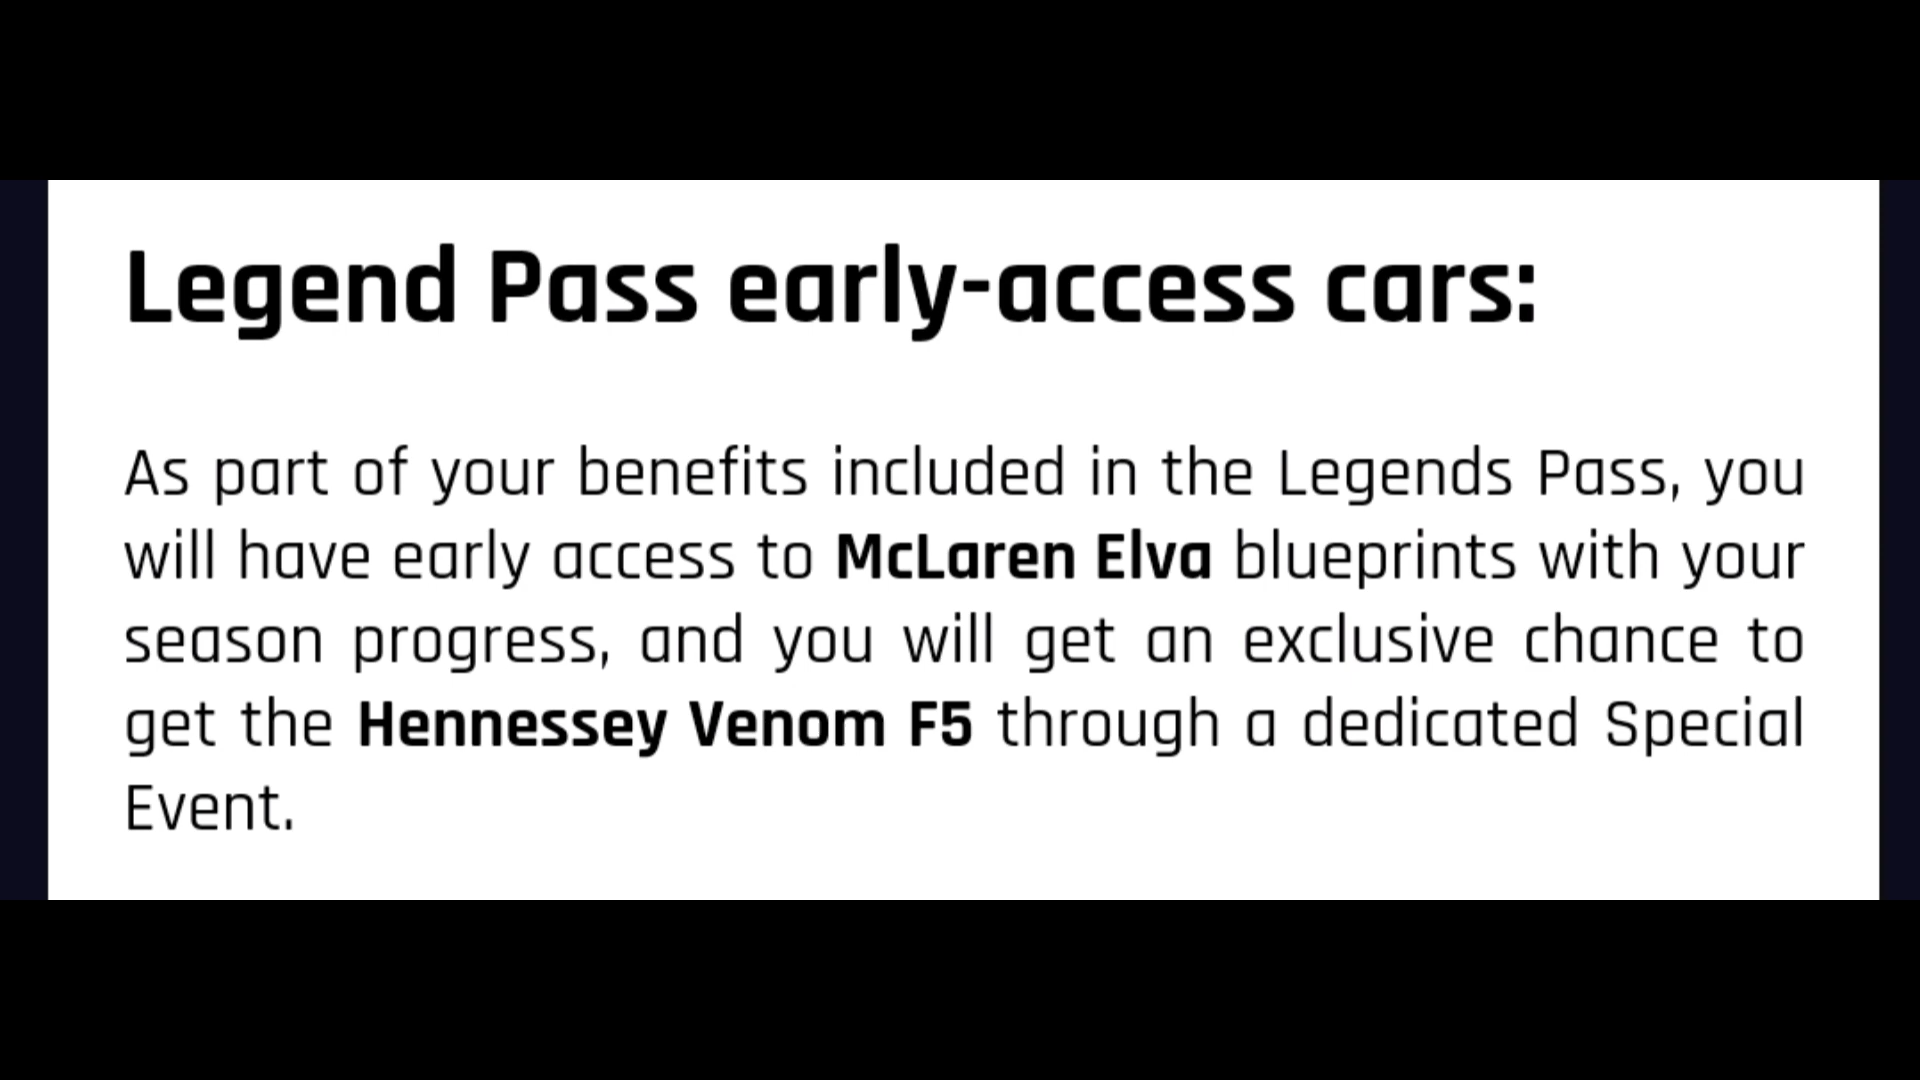 Legend Pass early-access cars:
As part of your benefits included in the Legends Pass, you
will have early access to McLaren Elva blueprints with your
season progress, and you will get an exclusive chance to
get the Hennessey Venom F5 through a dedicated Special
Event.